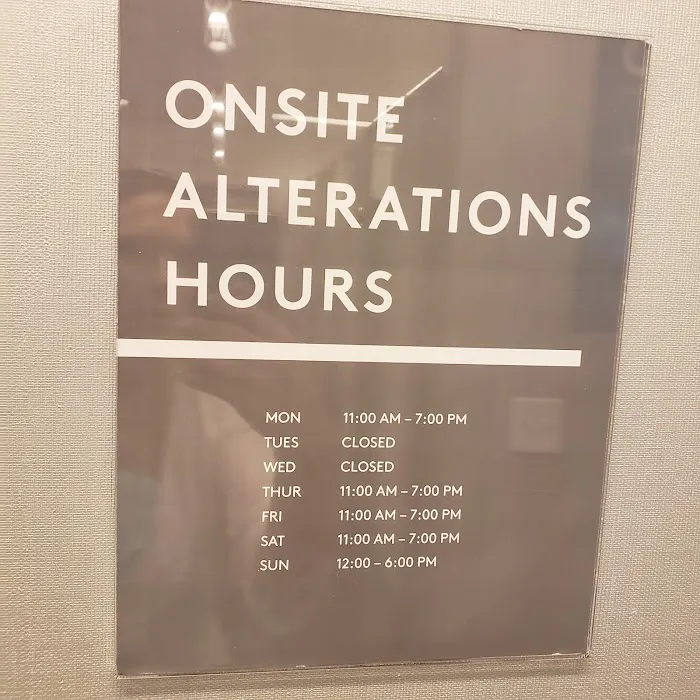 ONSITE
ALTERATIONS
HOURS
MON 11:00 AM – 7:00 PM
TUES CLOSED
WED CLOSED
THUR 11:00 AM – 7:00 PM
FRI 11:00 AM – 7:00 PM
SAT 11:00 AM – 7:00 PM
SUN 12:00 – 6:00 PM